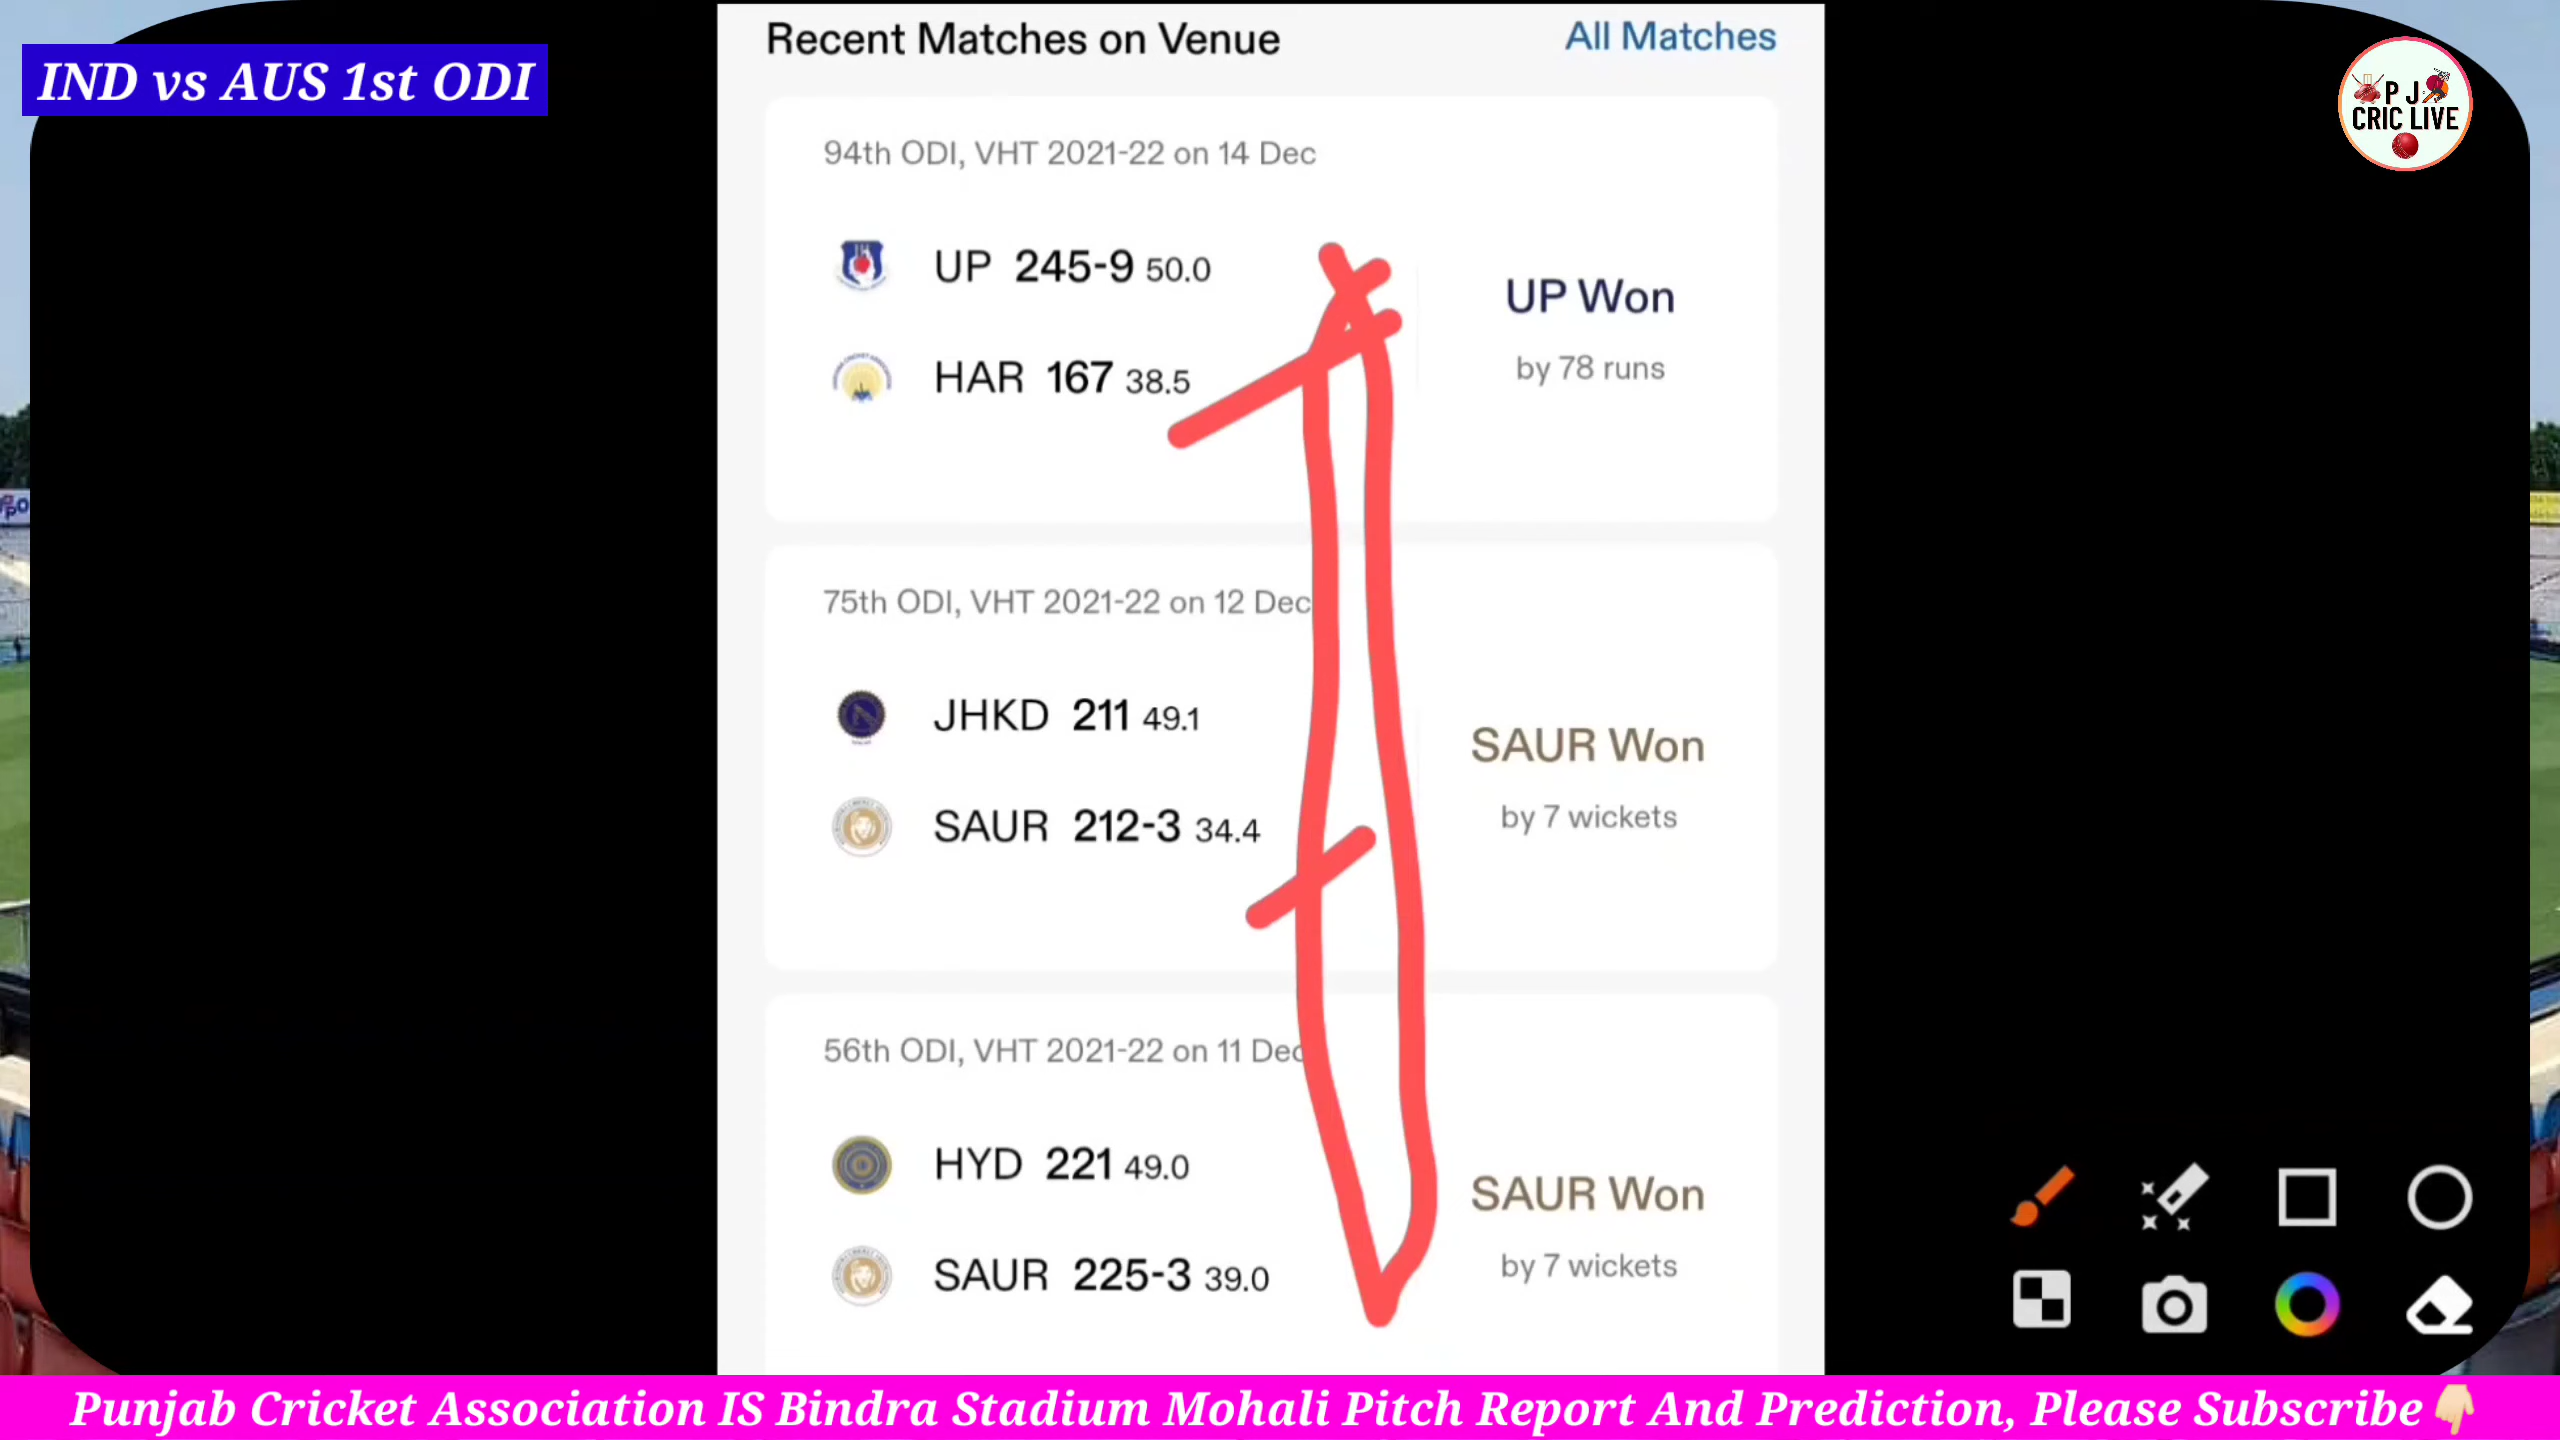 Recent Matches on Venue
All Matches
IND vs AUS 1st ODI
P J
CRIC LIVE
94th ODI, VHT 2021-22 on 14 Dec
UP 245-9 50.0
HAR 167 38.5
UP Won
by 78 runs
75th ODI, VHT 2021-22 on 12 Dec
JHKD 211 49.1
SAUR 212-3 34.4
SAUR Won
by 7 wickets
56th ODI, VHT 2021-22 on 11 Dec
HYD 221 49.0
SAUR 225-3 39.0
SAUR Won
by 7 wickets
Punjab Cricket Association IS Bindra Stadium Mohali Pitch Report And Prediction, Please Subscribe👇🏼